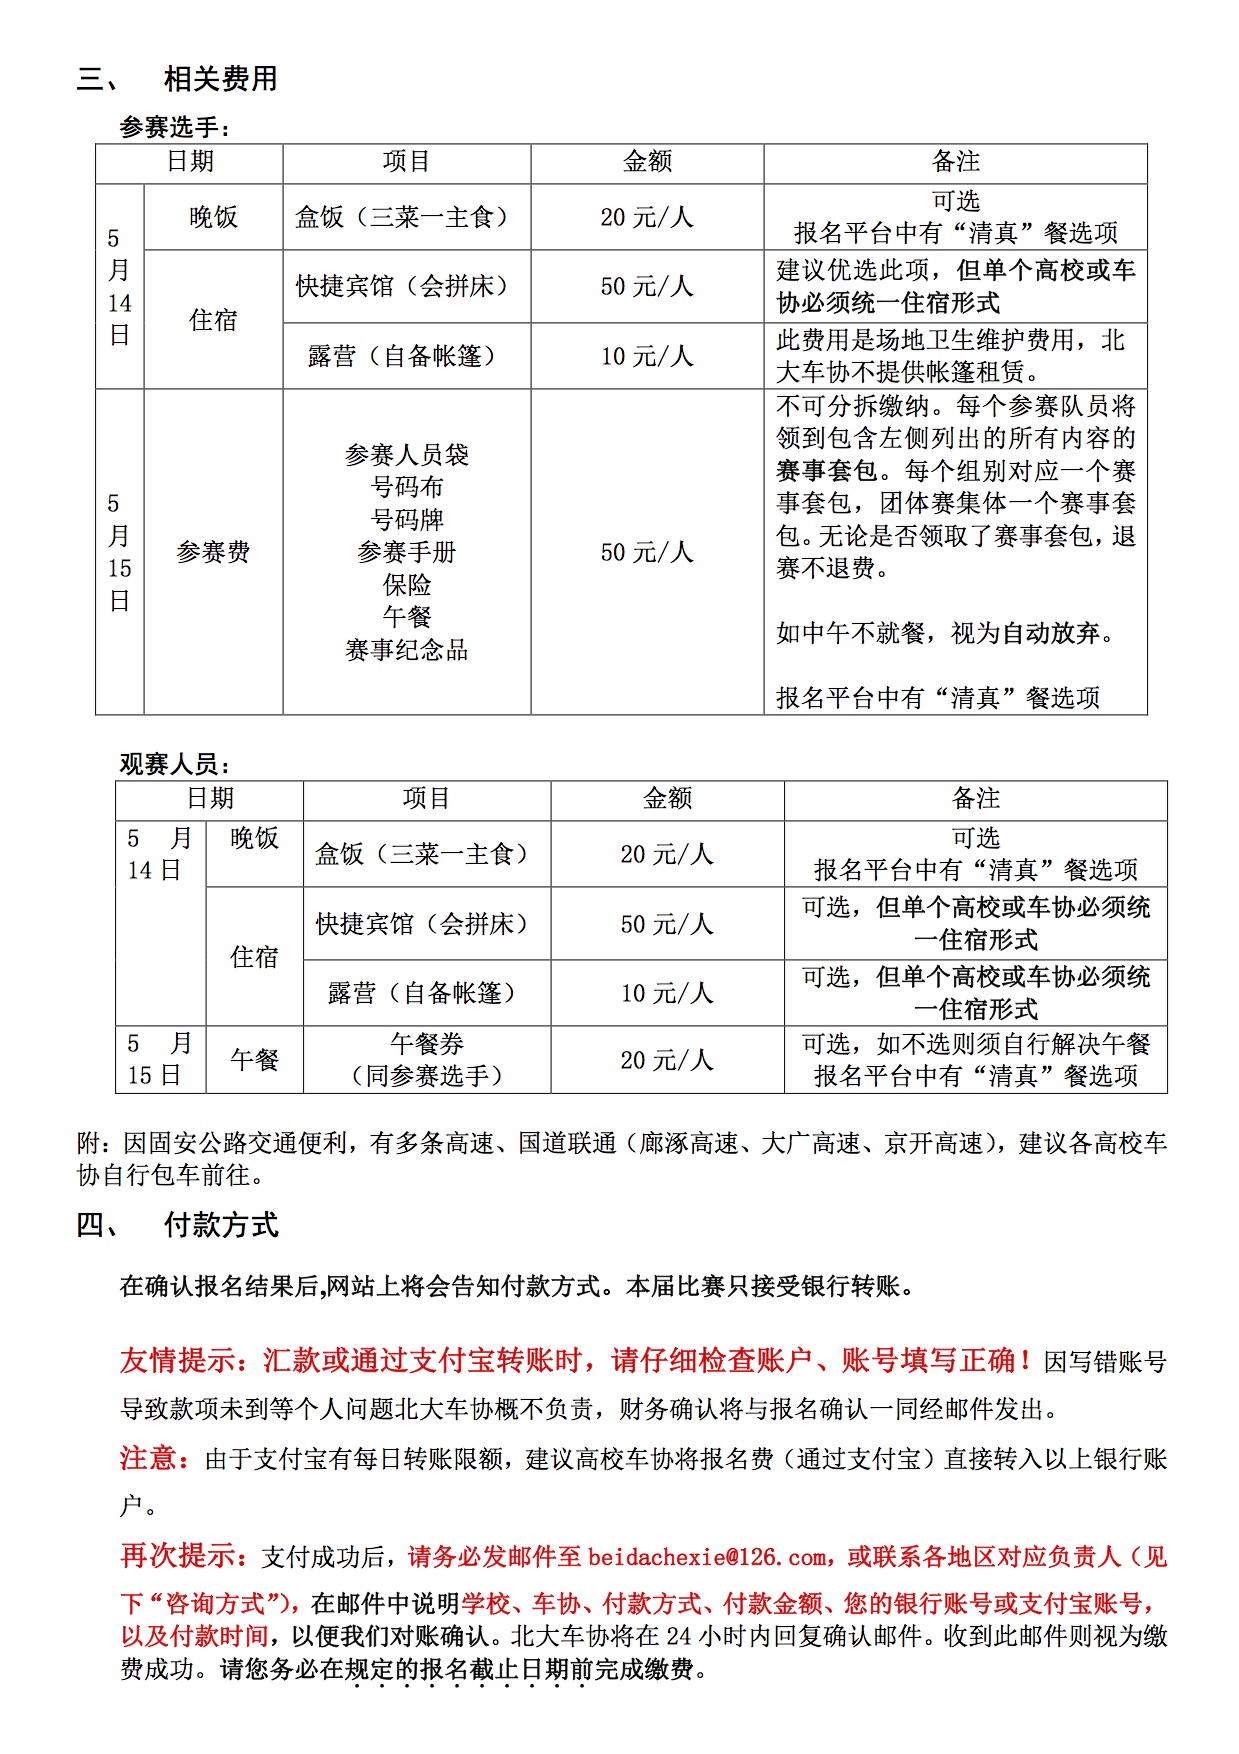 三、 相关费用
参赛选手：
日期 项目 金额 备注
5
月
14
日
晚饭 盒饭（三菜一主食） 20 元/人
可选
报名平台中有“清真”餐选项
住宿
快捷宾馆（会拼床） 50 元/人
建议优选此项，但单个高校或车
协必须统一住宿形式
露营（自备帐篷） 10 元/人
此费用是场地卫生维护费用，北
大车协不提供帐篷租赁。
5
月
15
日
参赛费
参赛人员袋
号码布
号码牌
参赛手册
保险
午餐
赛事纪念品
50 元/人
不可分拆缴纳。每个参赛队员将
领到包含左侧列出的所有内容的
赛事套包。每个组别对应一个赛
事套包，团体赛集体一个赛事套
包。无论是否领取了赛事套包，退
赛不退费。
如中午不就餐，视为自动放弃。
报名平台中有“清真”餐选项
观赛人员：
日期 项目 金额 备注
5 月
14 日
晚饭 盒饭（三菜一主食） 20 元/人
可选
报名平台中有“清真”餐选项
住宿
快捷宾馆（会拼床） 50 元/人
可选，但单个高校或车协必须统
一住宿形式
露营（自备帐篷） 10 元/人
可选，但单个高校或车协必须统
一住宿形式
5 月
15 日
午餐
午餐券
（同参赛选手）
20 元/人
可选，如不选则须自行解决午餐
报名平台中有“清真”餐选项
附：因固安公路交通便利，有多条高速、国道联通（廊涿高速、大广高速、京开高速），建议各高校车
协自行包车前往。
四、 付款方式
在确认报名结果后,网站上将会告知付款方式。本届比赛只接受银行转账。
友情提示：汇款或通过支付宝转账时，请仔细检查账户、账号填写正确！因写错账号
导致款项未到等个人问题北大车协概不负责，财务确认将与报名确认一同经邮件发出。
注意：由于支付宝有每日转账限额，建议高校车协将报名费（通过支付宝）直接转入以上银行账
户。
再次提示：支付成功后，请务必发邮件至 beidachexie@126.com，或联系各地区对应负责人（见
下“咨询方式”），在邮件中说明学校、车协、付款方式、付款金额、您的银行账号或支付宝账号，
以及付款时间，以便我们对账确认。北大车协将在 24 小时内回复确认邮件。收到此邮件则视为缴
费成功。请您务必在规定的报名截止日期前完成缴费。